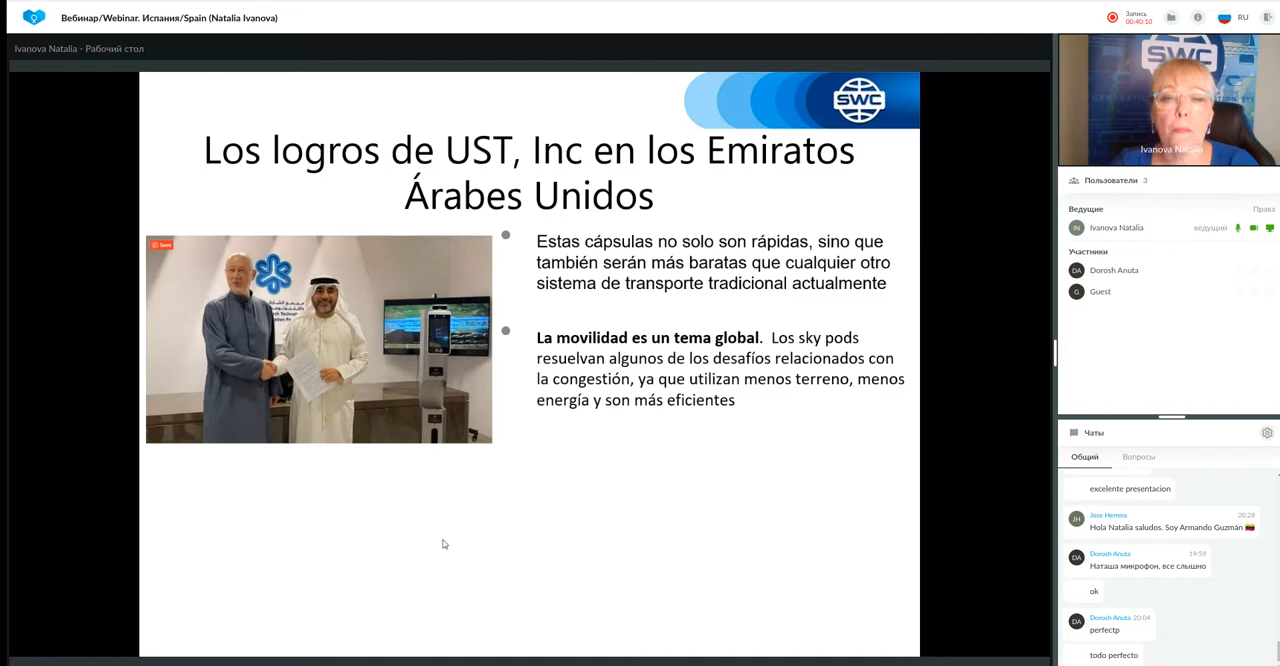 Вебинар/Webinar. Испания/Spain (Natalia Ivanova)
Запись
00:40:10
RU
Ivanova Natalia - Рабочий стол
SWC
Los logros de UST, Inc en los Emiratos
Árabes Unidos
Save
Estas cápsulas no solo son rápidas, sino que
también serán más baratas que cualquier otro
sistema de transporte tradicional actualmente
La movilidad es un tema global. Los sky pods
resuelvan algunos de los desafíos relacionados con
la congestión, ya que utilizan menos terreno, menos
energía y son más eficientes
SWC
Ivanova Natalia
Пользователи 3
Ведущие Права
IN Ivanova Natalia ведущий
Участники
DA Dorosh Anuta
G Guest
Чаты
Общий Вопросы
excelente presentacion
JH Jose Herrera 20:28
Hola Natalia saludos. Soy Armando Guzmán
DA Dorosh Anuta 19:59
Наташа микрофон, все слышно
ok
DA Dorosh Anuta 20:04
perfectp
todo perfecto